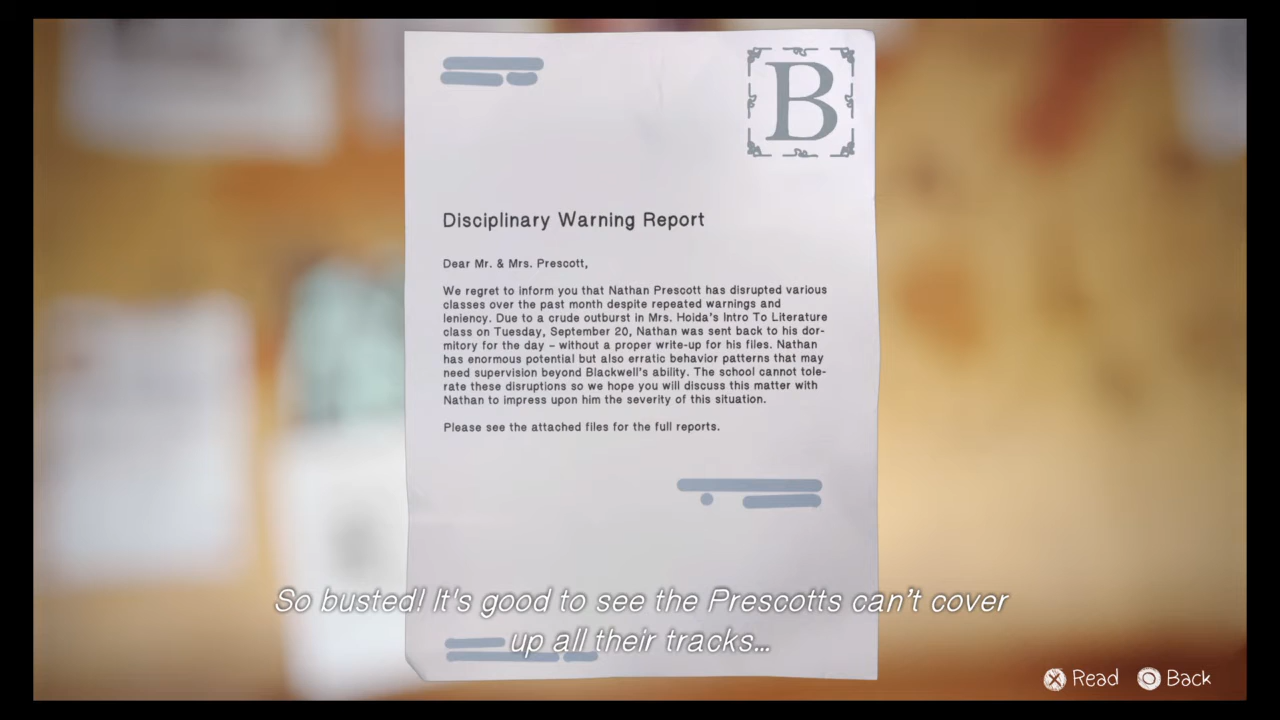 B
Disciplinary Warning Report
Dear Mr. & Mrs. Prescott,
We regret to inform you that Nathan Prescott has disrupted various
classes over the past month despite repeated warnings and
leniency. Due to a crude outburst in Mrs. Hoida's Intro To Literature
class on Tuesday, September 20, Nathan was sent back to his dor-
mitory for the day – without a proper write-up for his files. Nathan
has enormous potential but also erratic behavior patterns that may
need supervision beyond Blackwell's ability. The school cannot tole-
rate these disruptions so we hope you will discuss this matter with
Nathan to impress upon him the severity of this situation.
Please see the attached files for the full reports.
So busted! It's good to see the Prescotts can't cover
up all their tracks...
Read Back